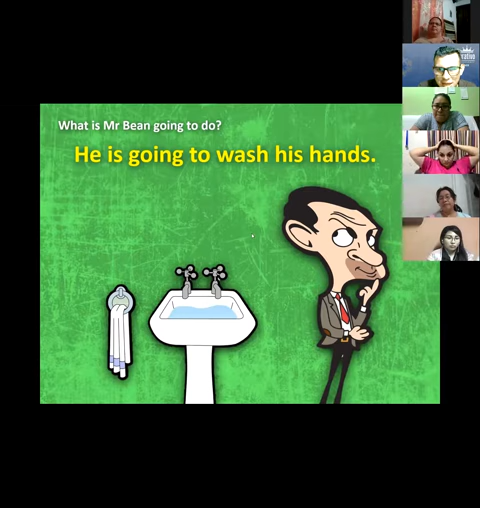 What is Mr Bean going to do?
He is going to wash his hands.